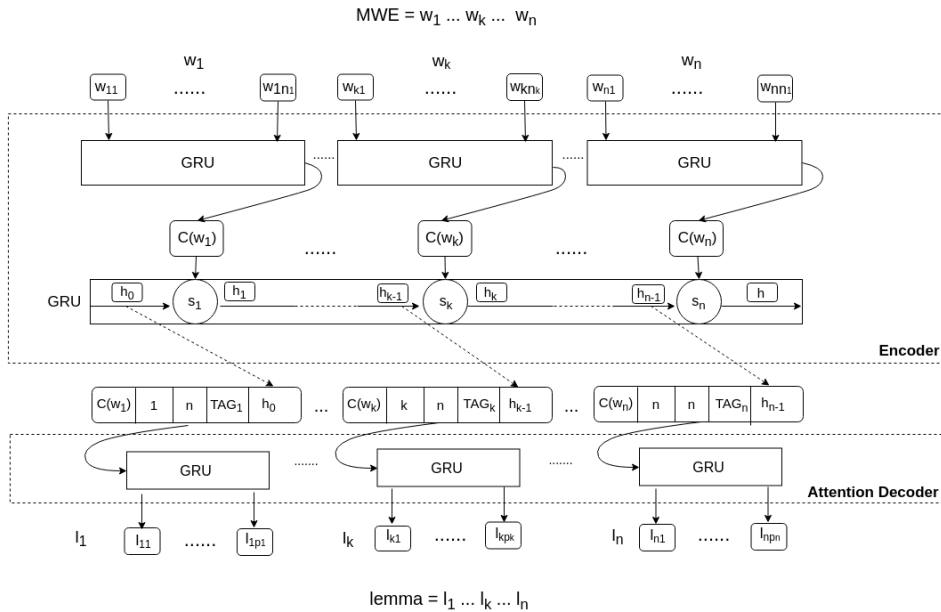 MWE = w1 ... wk ... wn
w1 wk wn
w11 ...... w1n1 wk1 ...... wknk wn1 ...... wnn1
GRU ...... GRU ...... GRU
C(w1) ...... C(wk) ...... C(wn)
GRU h0 s1 h1 hk-1 sk hk hn-1 sn h
Encoder
C(w1) 1 n TAG1 h0 ... C(wk) k n TAGk hk-1 ... C(wn) n n TAGn hn-1
GRU ....... GRU ....... GRU
Attention Decoder
l1 l11 ...... l1p1 lk lk1 ...... lkpk ln ln1 ...... lnpn
lemma = l1 ... lk ... ln